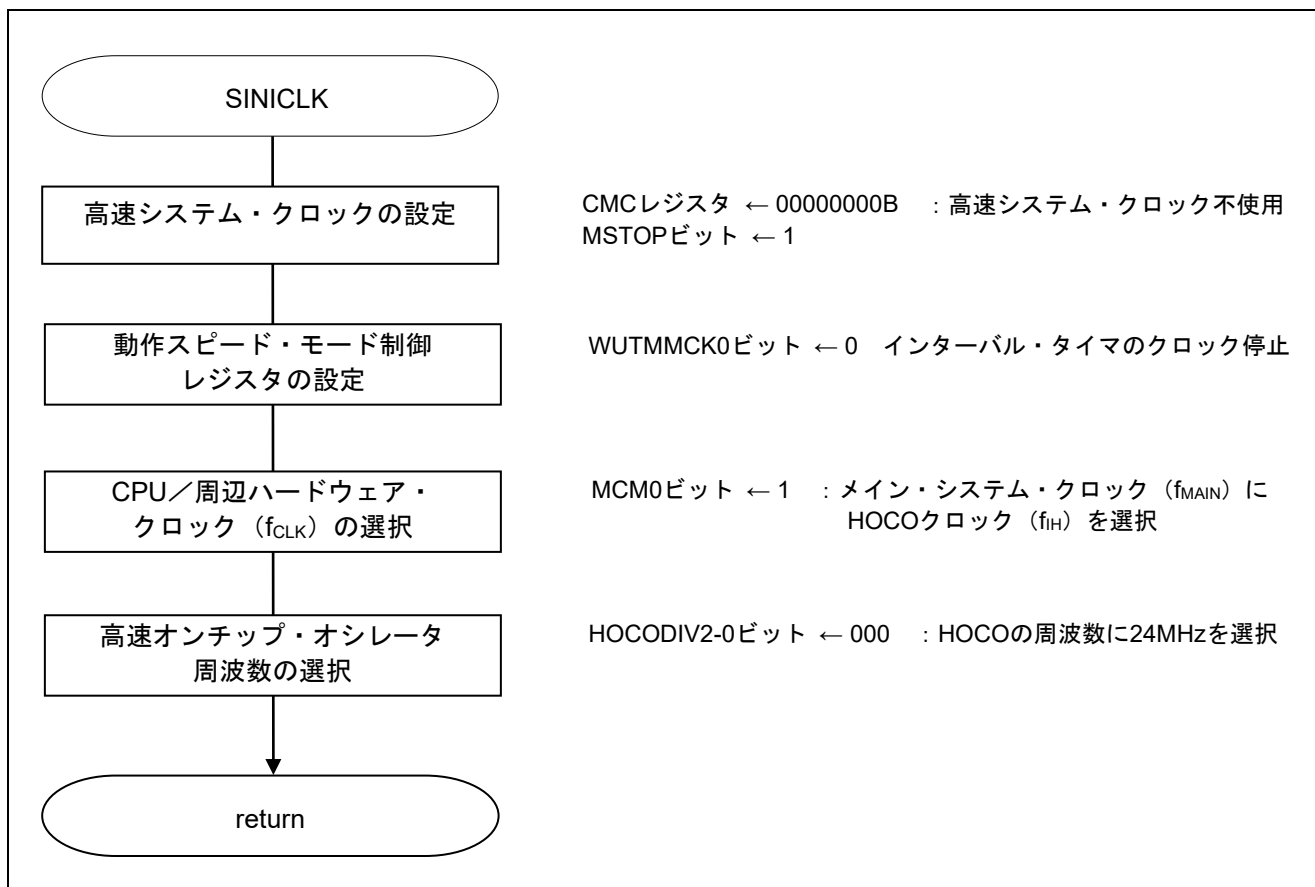 SINICLK
高速システム・クロックの設定
CMCレジスタ ← 00000000B ：高速システム・クロック不使用
MSTOPビット ← 1
動作スピード・モード制御
レジスタの設定
WUTMMCK0ビット ← 0 インターバル・タイマのクロック停止
CPU／周辺ハードウェア・
クロック（fCLK）の選択
MCM0ビット ← 1 ：メイン・システム・クロック（fMAIN）に
HOCOクロック（fIH）を選択
高速オンチップ・オシレータ
周波数の選択
HOCODIV2-0ビット ← 000 ：HOCOの周波数に24MHzを選択
return